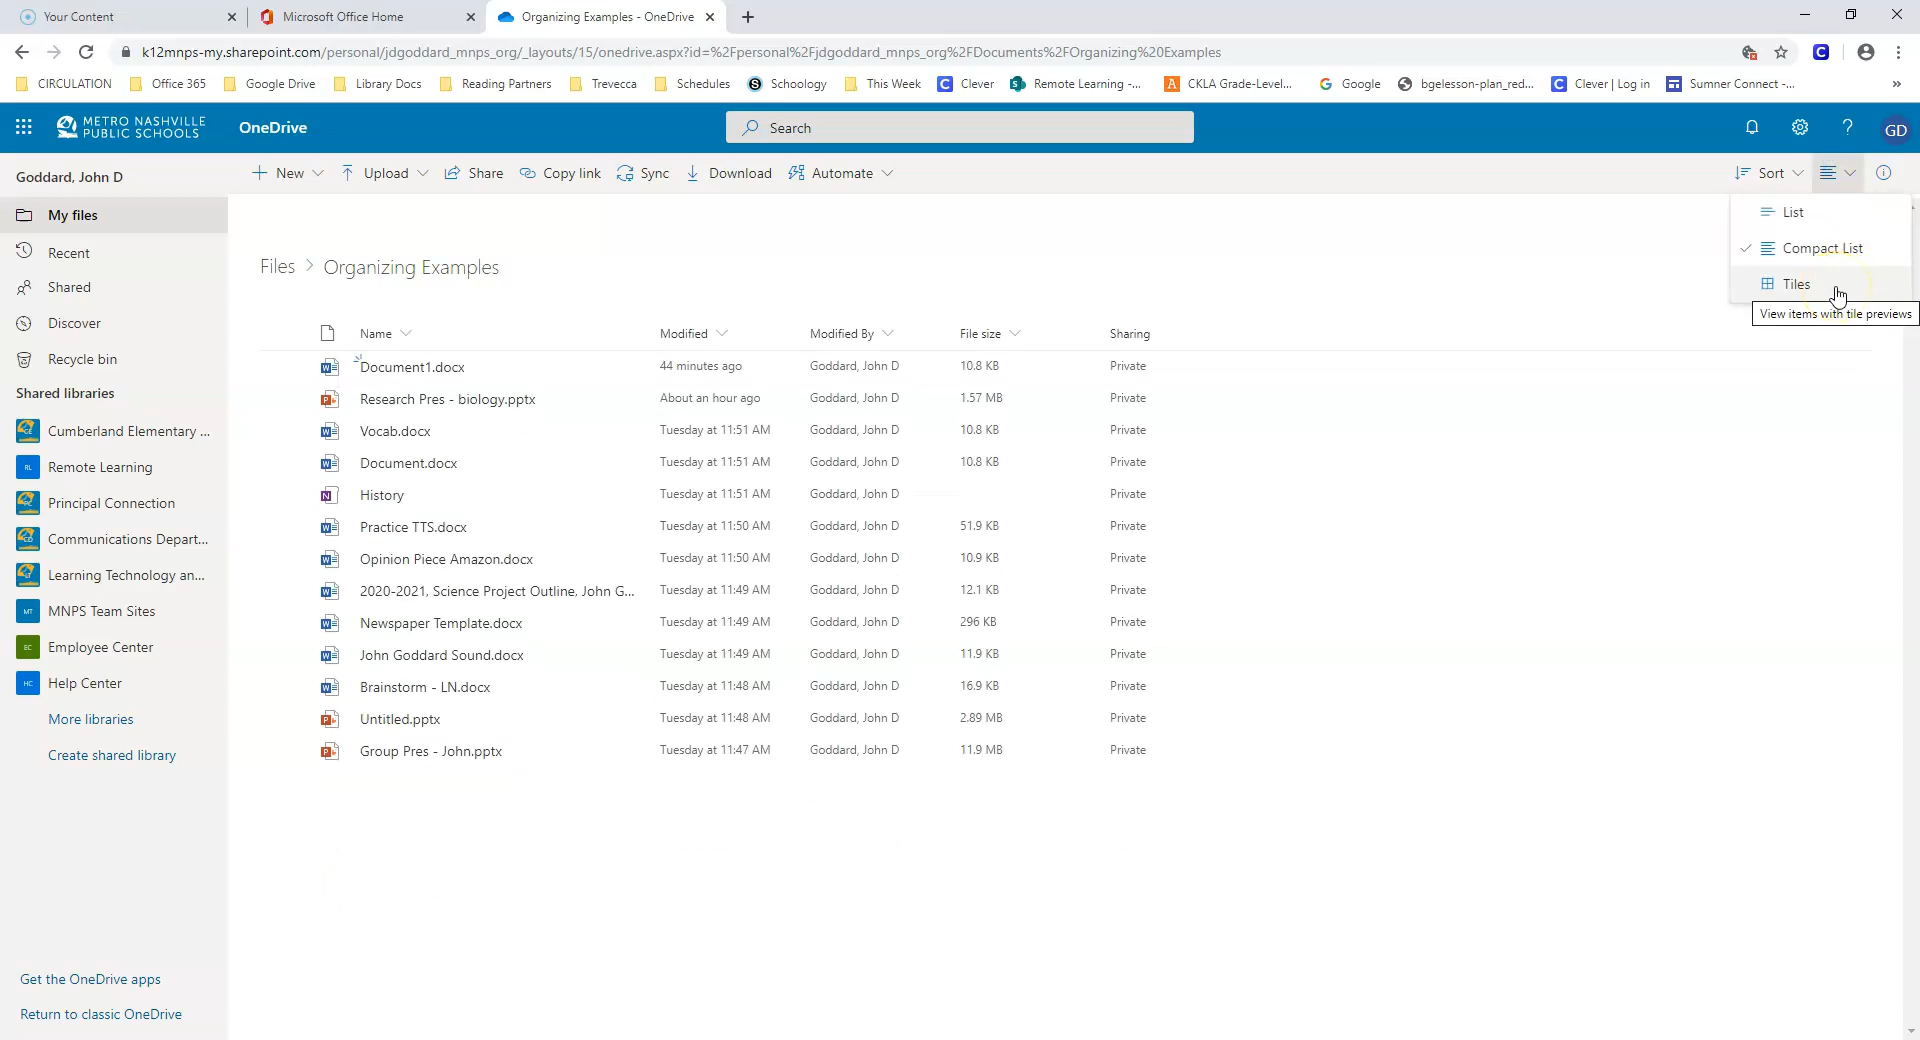 Your Content
Microsoft Office Home
Organizing Examples - OneDrive
k12mnps-my.sharepoint.com/personal/jdgoddard_mnps_org/_layouts/15/onedrive.aspx?id=%2Fpersonal%2Fjdgoddard_mnps_org%2FDocuments%2FOrganizing%20Examples
CIRCULATION Office 365 Google Drive Library Docs Reading Partners Trevecca Schedules Schoology This Week Clever Remote Learning -... CKLA Grade-Level... Google bgelesson-plan_red... Clever | Log in Sumner Connect -...
METRO NASHVILLE
PUBLIC SCHOOLS
OneDrive
Search
GD
Goddard, John D
New Upload Share Copy link Sync Download Automate Sort
List
Compact List
Tiles
View items with tile previews
My files
Recent
Shared
Discover
Recycle bin
Shared libraries
CE Cumberland Elementary ...
RL Remote Learning
PC Principal Connection
CD Communications Depart...
LT Learning Technology an...
MT MNPS Team Sites
EC Employee Center
HC Help Center
More libraries
Create shared library
Get the OneDrive apps
Return to classic OneDrive
Files > Organizing Examples
Name Modified Modified By File size Sharing
Document1.docx 44 minutes ago Goddard, John D 10.8 KB Private
Research Pres - biology.pptx About an hour ago Goddard, John D 1.57 MB Private
Vocab.docx Tuesday at 11:51 AM Goddard, John D 10.8 KB Private
Document.docx Tuesday at 11:51 AM Goddard, John D 10.8 KB Private
History Tuesday at 11:51 AM Goddard, John D Private
Practice TTS.docx Tuesday at 11:50 AM Goddard, John D 51.9 KB Private
Opinion Piece Amazon.docx Tuesday at 11:50 AM Goddard, John D 10.9 KB Private
2020-2021, Science Project Outline, John G... Tuesday at 11:49 AM Goddard, John D 12.1 KB Private
Newspaper Template.docx Tuesday at 11:49 AM Goddard, John D 296 KB Private
John Goddard Sound.docx Tuesday at 11:49 AM Goddard, John D 11.9 KB Private
Brainstorm - LN.docx Tuesday at 11:48 AM Goddard, John D 16.9 KB Private
Untitled.pptx Tuesday at 11:48 AM Goddard, John D 2.89 MB Private
Group Pres - John.pptx Tuesday at 11:47 AM Goddard, John D 11.9 MB Private